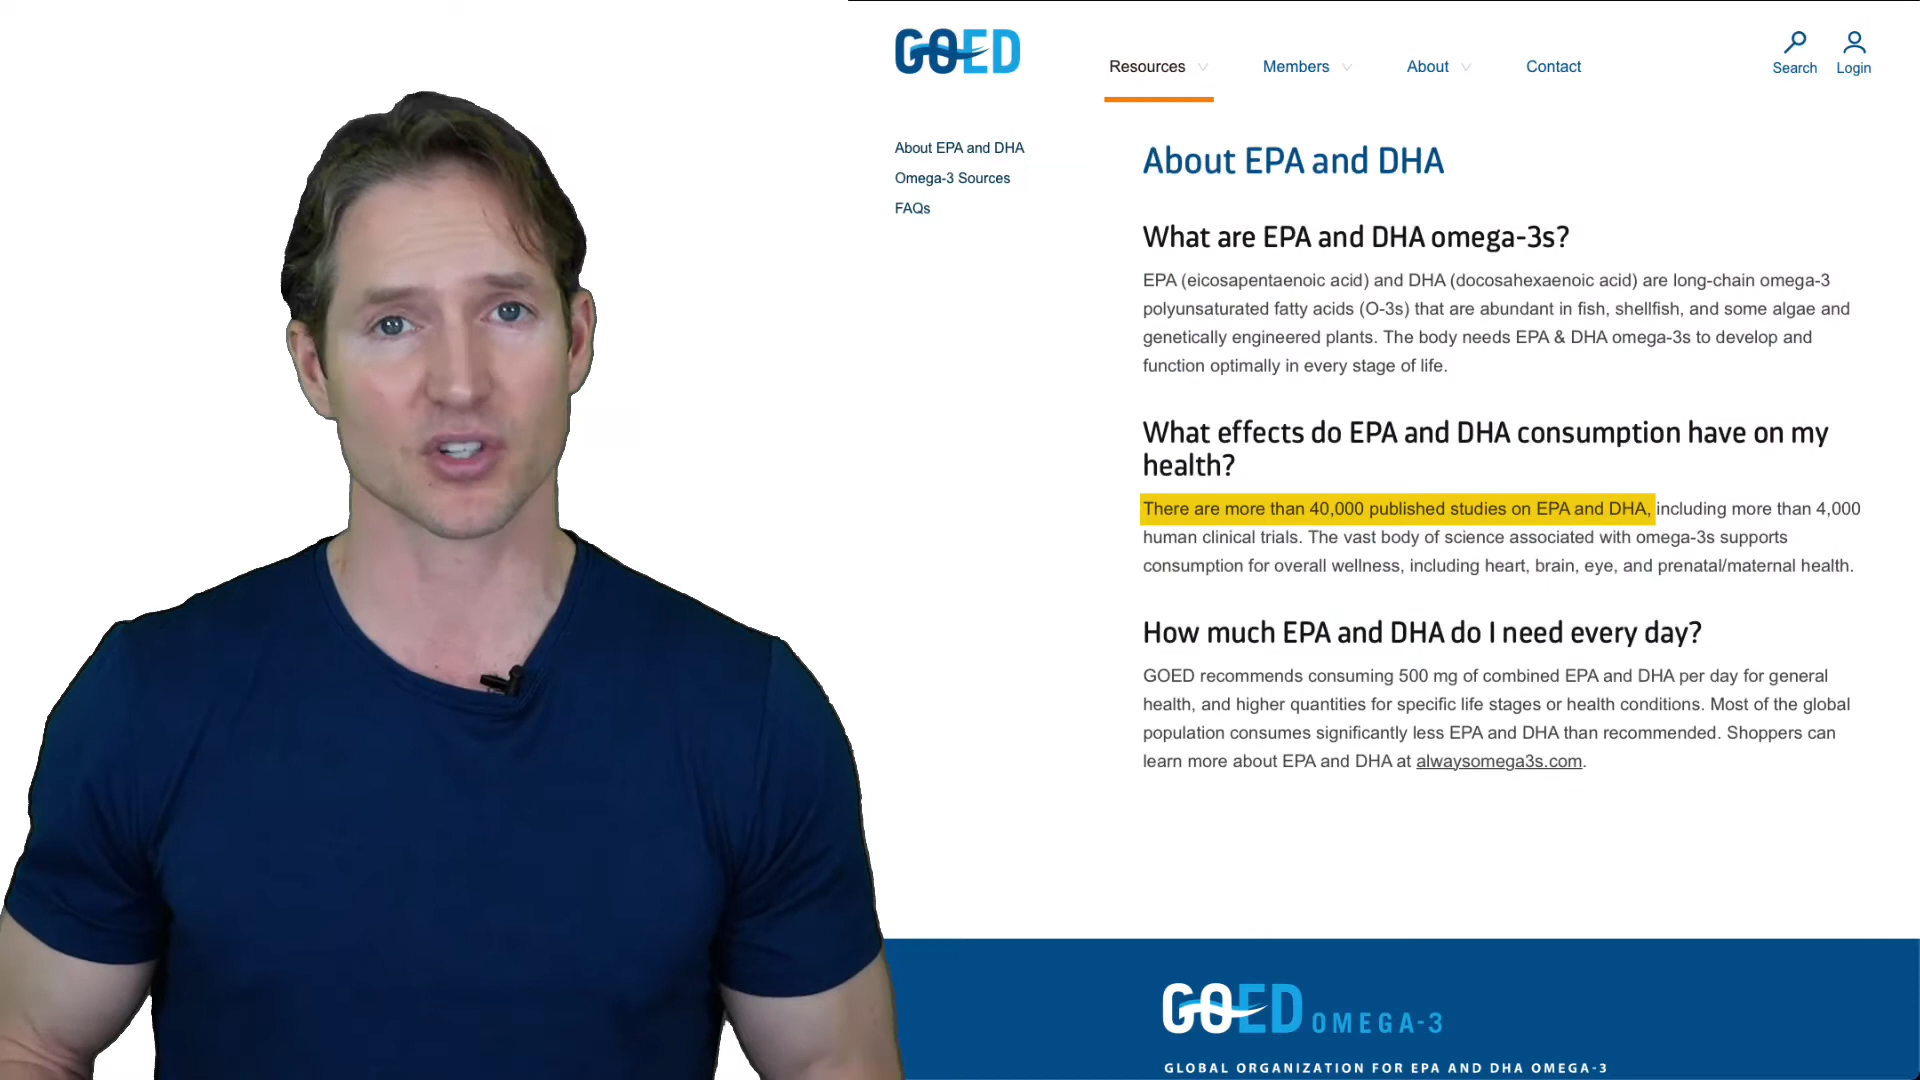 GOED
Resources
Members
About
Contact
Search
Login
About EPA and DHA
Omega-3 Sources
FAQs
About EPA and DHA
What are EPA and DHA omega-3s?
EPA (eicosapentaenoic acid) and DHA (docosahexaenoic acid) are long-chain omega-3
polyunsaturated fatty acids (O-3s) that are abundant in fish, shellfish, and some algae and
genetically engineered plants. The body needs EPA & DHA omega-3s to develop and
function optimally in every stage of life.
What effects do EPA and DHA consumption have on my
health?
There are more than 40,000 published studies on EPA and DHA, including more than 4,000
human clinical trials. The vast body of science associated with omega-3s supports
consumption for overall wellness, including heart, brain, eye, and prenatal/maternal health.
How much EPA and DHA do I need every day?
GOED recommends consuming 500 mg of combined EPA and DHA per day for general
health, and higher quantities for specific life stages or health conditions. Most of the global
population consumes significantly less EPA and DHA than recommended. Shoppers can
learn more about EPA and DHA at alwaysomega3s.com.
GOED OMEGA-3
GLOBAL ORGANIZATION FOR EPA AND DHA OMEGA-3